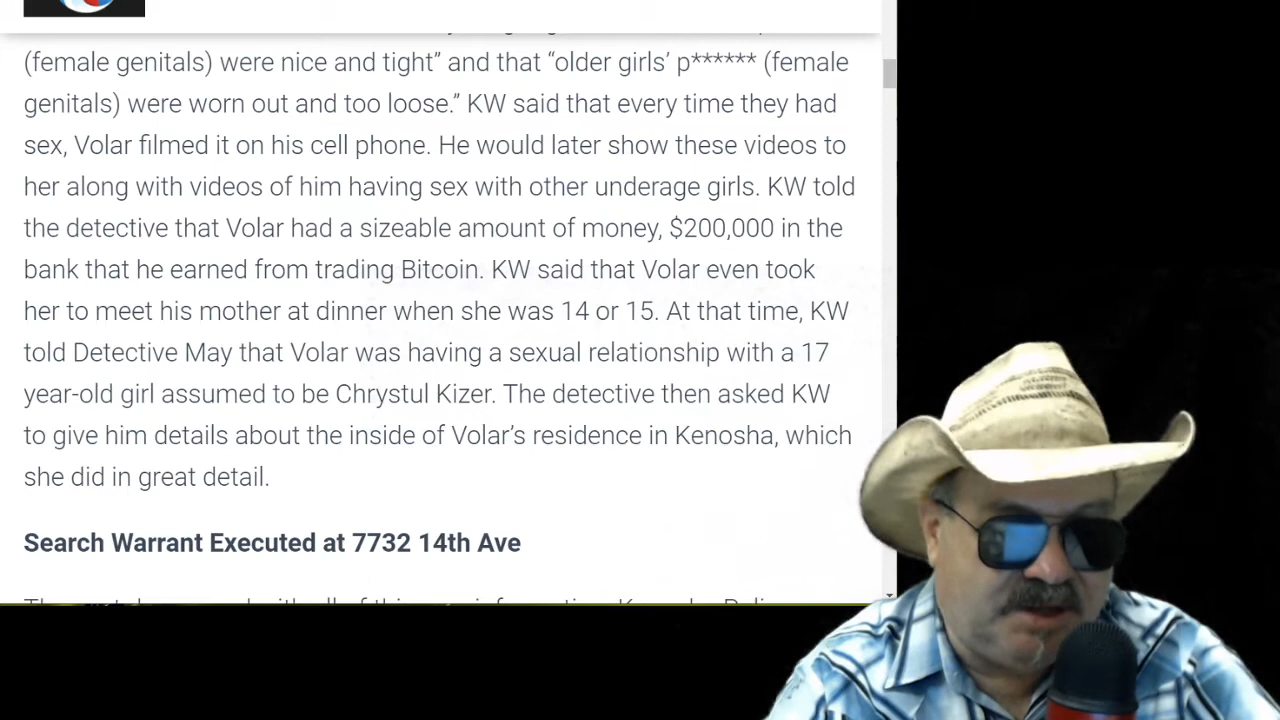 (female genitals) were nice and tight” and that “older girls’ p****** (female
genitals) were worn out and too loose.” KW said that every time they had
sex, Volar filmed it on his cell phone. He would later show these videos to
her along with videos of him having sex with other underage girls. KW told
the detective that Volar had a sizeable amount of money, $200,000 in the
bank that he earned from trading Bitcoin. KW said that Volar even took
her to meet his mother at dinner when she was 14 or 15. At that time, KW
told Detective May that Volar was having a sexual relationship with a 17
year-old girl assumed to be Chrystul Kizer. The detective then asked KW
to give him details about the inside of Volar’s residence in Kenosha, which
she did in great detail.
Search Warrant Executed at 7732 14th Ave